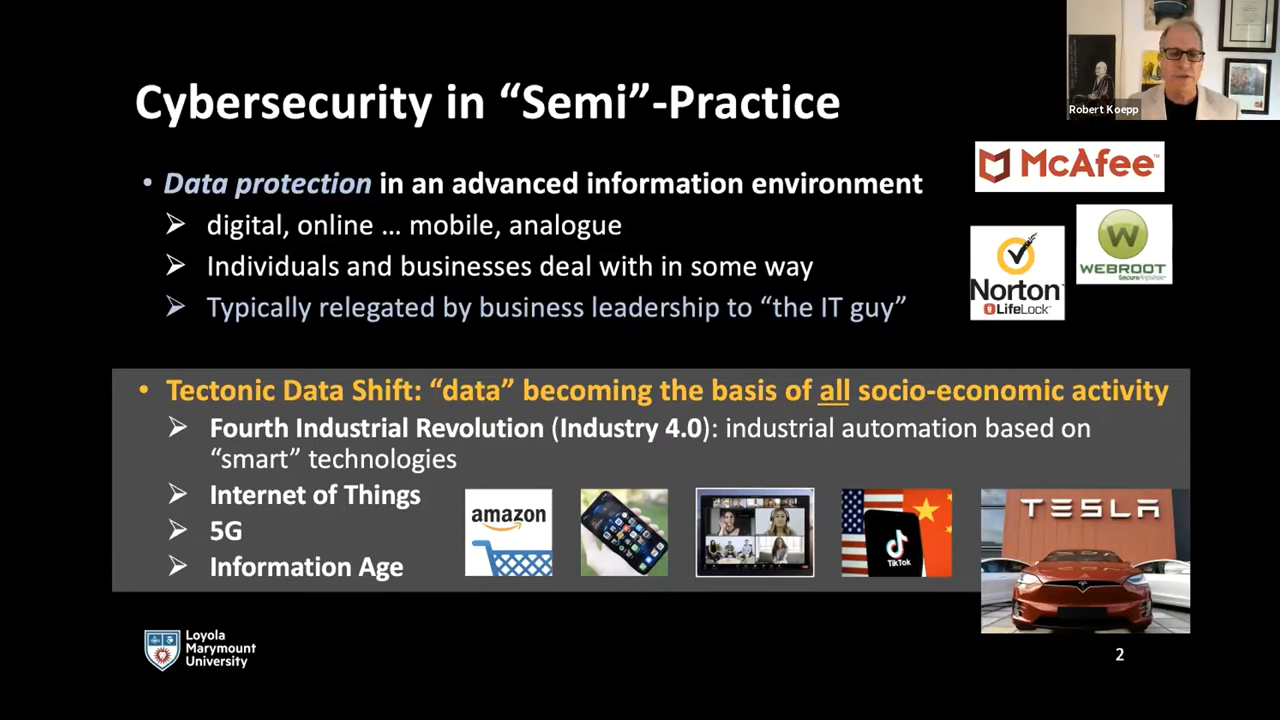 Robert Koepp
Cybersecurity in “Semi”-Practice
• Data protection in an advanced information environment
➢ digital, online … mobile, analogue
➢ Individuals and businesses deal with in some way
➢ Typically relegated by business leadership to “the IT guy”
McAfee™
WEBROOT
SecureAnywhere™
Norton
LifeLock™
• Tectonic Data Shift: “data” becoming the basis of all socio-economic activity
➢ Fourth Industrial Revolution (Industry 4.0): industrial automation based on
“smart” technologies
➢ Internet of Things
➢ 5G
➢ Information Age
amazon
TikTok
TESLA
Loyola
Marymount
University
2